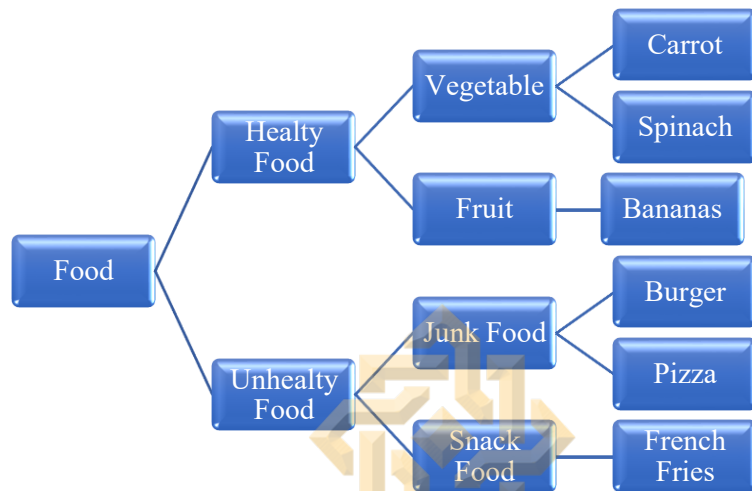 Food
Healty
Food
Unhealty
Food
Vegetable
Fruit
Junk Food
Snack
Food
Carrot
Spinach
Bananas
Burger
Pizza
French
Fries